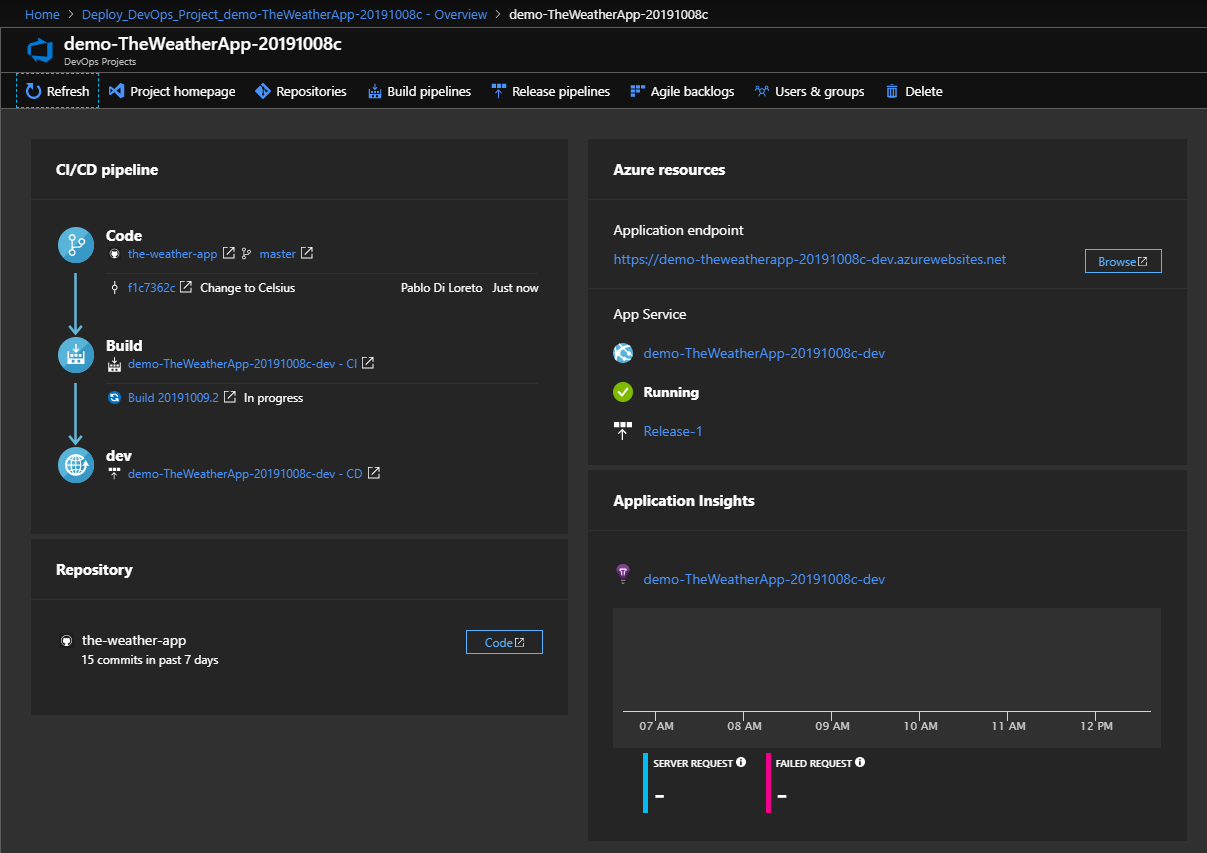 Home > Deploy_DevOps_Project_demo-TheWeatherApp-20191008c - Overview > demo-TheWeatherApp-20191008c
demo-TheWeatherApp-20191008c
DevOps Projects
Refresh Project homepage Repositories Build pipelines Release pipelines Agile backlogs Users & groups Delete
CI/CD pipeline
Code
the-weather-app master
f1c7362c Change to Celsius Pablo Di Loreto Just now
Build
demo-TheWeatherApp-20191008c-dev - CI
Build 20191009.2 In progress
dev
demo-TheWeatherApp-20191008c-dev - CD
Repository
the-weather-app
15 commits in past 7 days
Code
Azure resources
Application endpoint
https://demo-theweatherapp-20191008c-dev.azurewebsites.net
Browse
App Service
demo-TheWeatherApp-20191008c-dev
Running
Release-1
Application Insights
demo-TheWeatherApp-20191008c-dev
07 AM 08 AM 09 AM 10 AM 11 AM 12 PM
SERVER REQUEST FAILED REQUEST
-- --